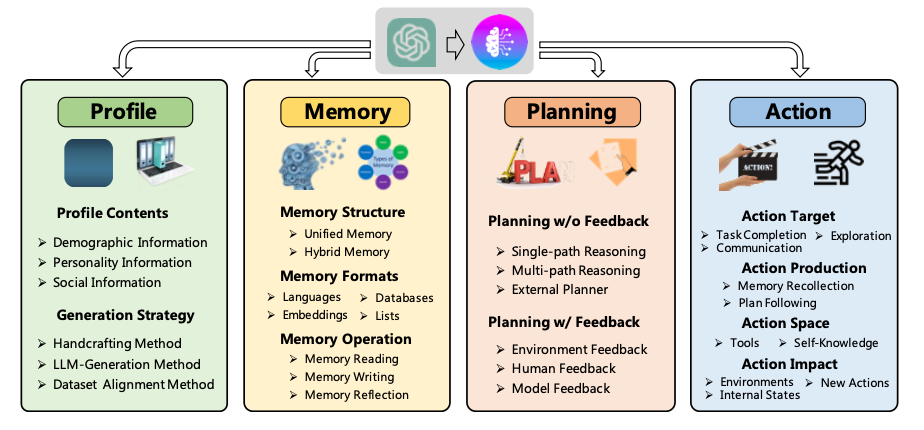 Profile
Profile Contents
➢ Demographic Information
➢ Personality Information
➢ Social Information
Generation Strategy
➢ Handcrafting Method
➢ LLM-Generation Method
➢ Dataset Alignment Method
Memory
Types of
Memory
Memory Structure
➢ Unified Memory
➢ Hybrid Memory
Memory Formats
➢ Languages ➢ Databases
➢ Embeddings ➢ Lists
Memory Operation
➢ Memory Reading
➢ Memory Writing
➢ Memory Reflection
Planning
PLAN
Planning w/o Feedback
➢ Single-path Reasoning
➢ Multi-path Reasoning
➢ External Planner
Planning w/ Feedback
➢ Environment Feedback
➢ Human Feedback
➢ Model Feedback
Action
ACTION!
Action Target
➢ Task Completion ➢ Exploration
➢ Communication
Action Production
➢ Memory Recollection
➢ Plan Following
Action Space
➢ Tools ➢ Self-Knowledge
Action Impact
➢ Environments ➢ New Actions
➢ Internal States